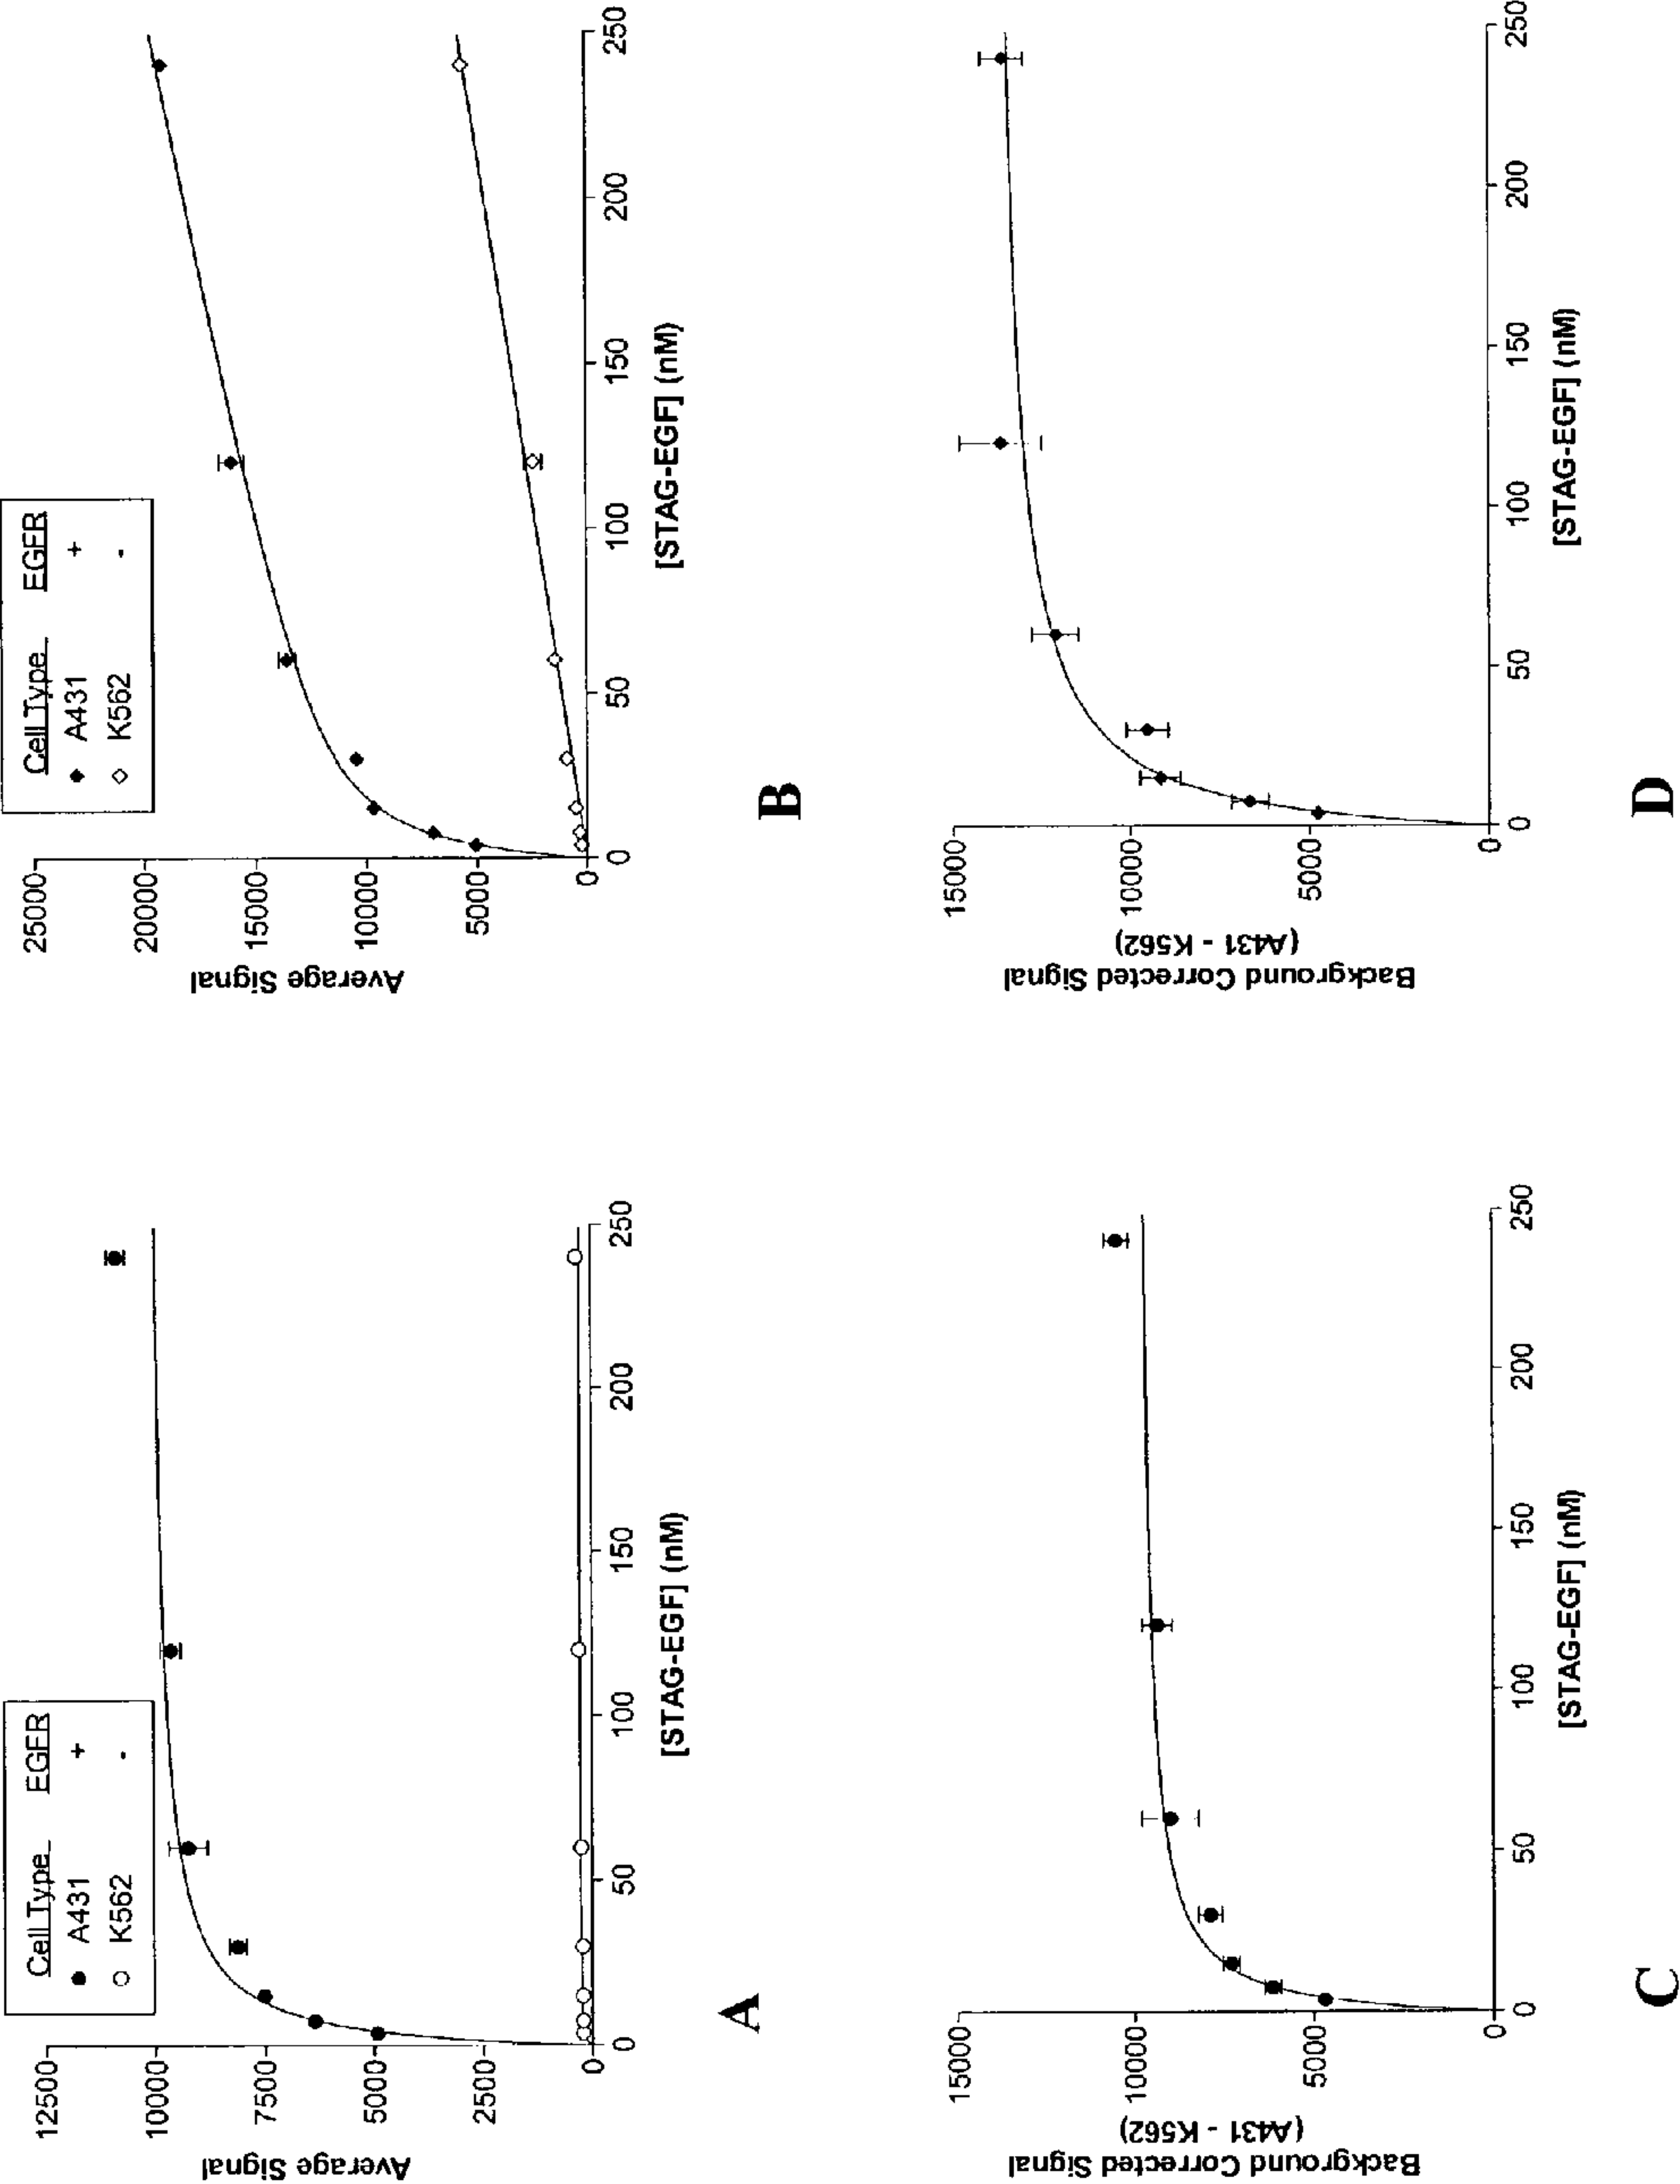 Cell Type EGFR
A431 +
K562 -
12500
10000
7500
5000
2500
0
Average Signal
0 50 100 150 200 250
[STAG-EGF] (nM)
A
Cell Type EGFR
A431 +
K562 -
25000
20000
15000
10000
5000
0
Average Signal
0 50 100 150 200 250
[STAG-EGF] (nM)
B
15000
10000
5000
0
Background Corrected Signal
(A431 - K562)
0 50 100 150 200 250
[STAG-EGF] (nM)
C
15000
10000
5000
0
Background Corrected Signal
(A431 - K562)
0 50 100 150 200 250
[STAG-EGF] (nM)
D